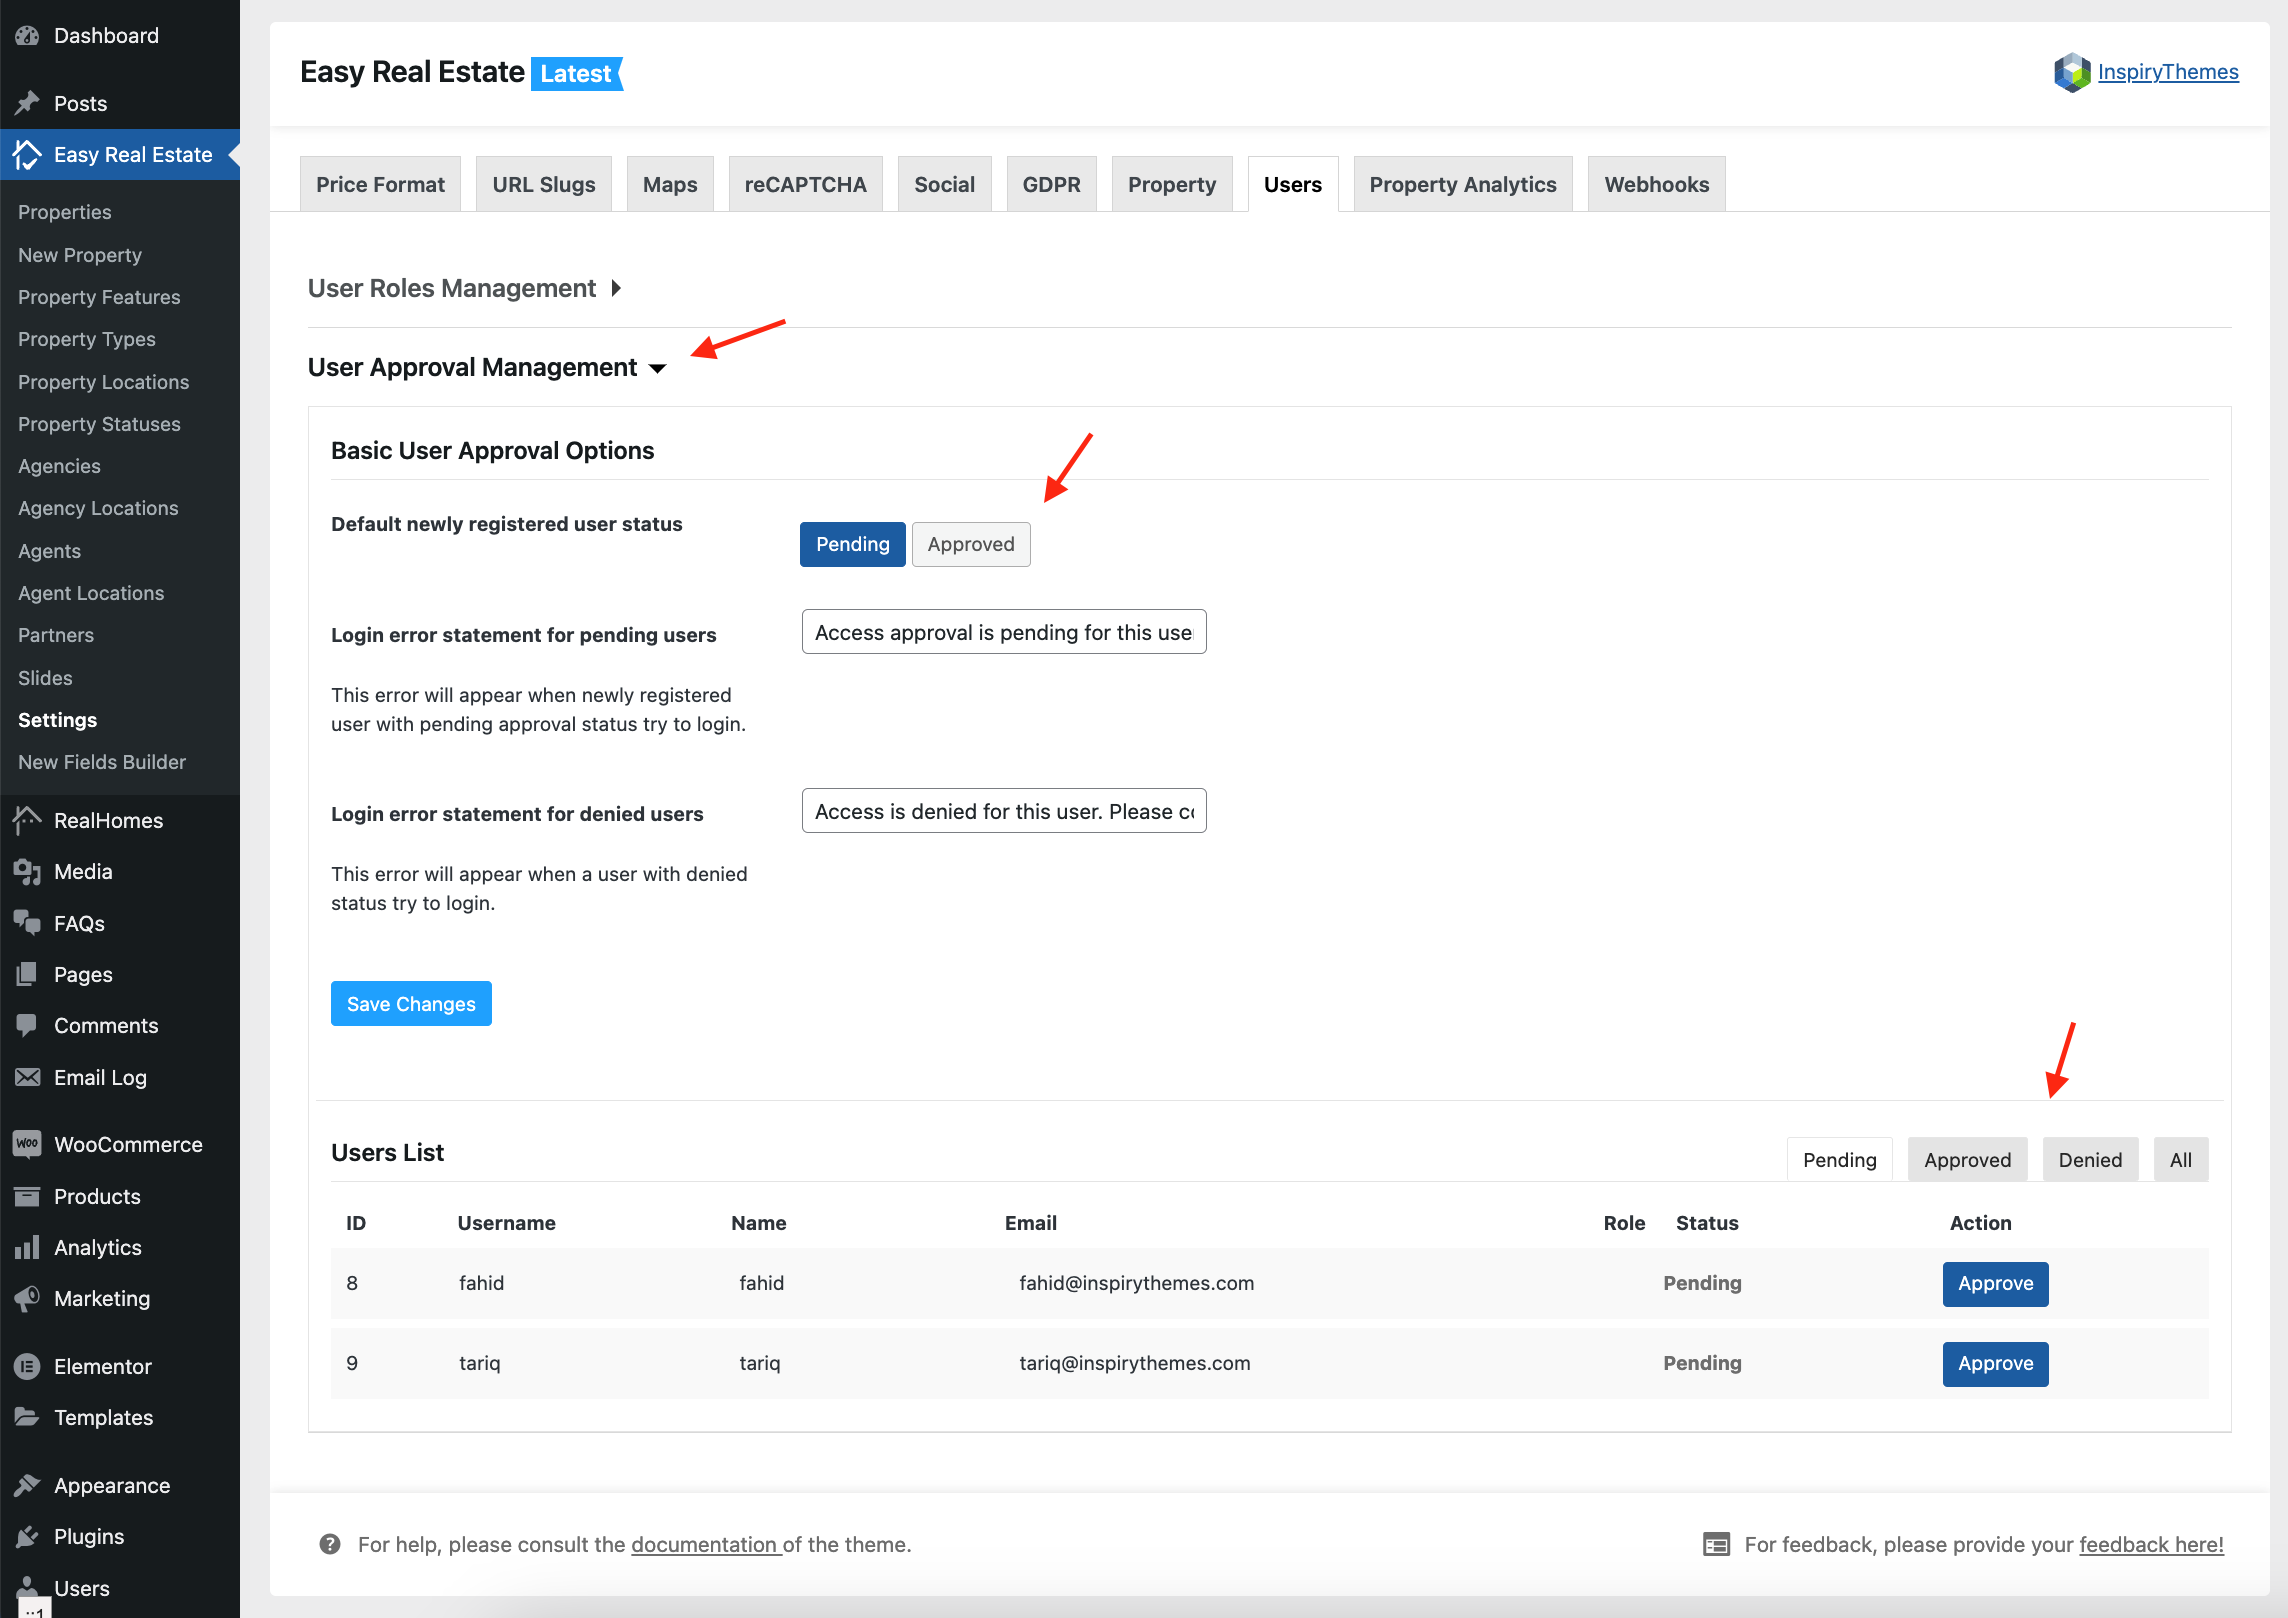 Dashboard
Posts
Easy Real Estate
Properties
New Property
Property Features
Property Types
Property Locations
Property Statuses
Agencies
Agency Locations
Agents
Agent Locations
Partners
Slides
Settings
New Fields Builder
RealHomes
Media
FAQs
Pages
Comments
Email Log
Woo WooCommerce
Products
Analytics
Marketing
Elementor
Templates
Appearance
Plugins
Users
::1
Easy Real Estate Latest
InspiryThemes
Price Format URL Slugs Maps reCAPTCHA Social GDPR Property Users Property Analytics Webhooks
User Roles Management
User Approval Management
Basic User Approval Options
Default newly registered user status
Pending Approved
Login error statement for pending users
Access approval is pending for this use
This error will appear when newly registered
user with pending approval status try to login.
Login error statement for denied users
Access is denied for this user. Please co
This error will appear when a user with denied
status try to login.
Save Changes
Users List
Pending Approved Denied All
ID Username Name Email Role Status Action
8 fahid fahid fahid@inspirythemes.com Pending Approve
9 tariq tariq tariq@inspirythemes.com Pending Approve
For help, please consult the documentation of the theme.
For feedback, please provide your feedback here!